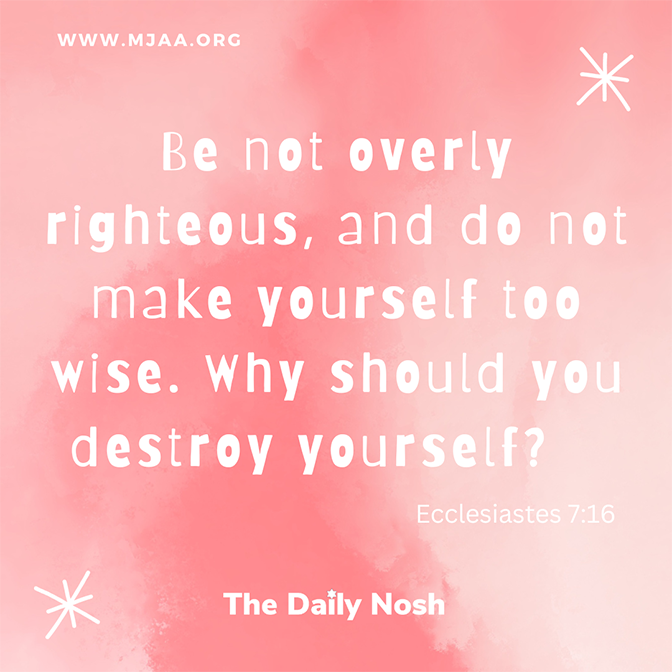 WWW.MJAA.ORG
Be not overly
righteous, and do not
make yourself too
wise. Why should you
destroy yourself?
Ecclesiastes 7:16
The Daily Nosh